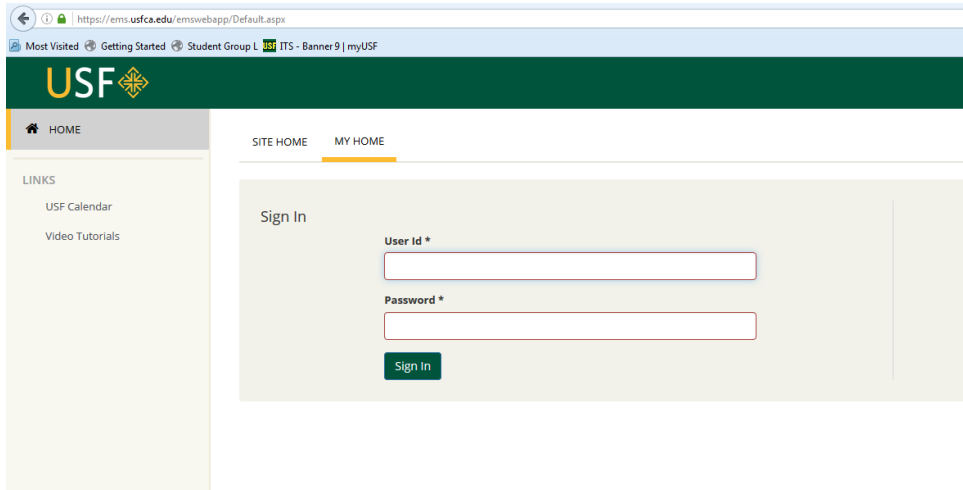 https://ems.usfca.edu/emswebapp/Default.aspx
Most Visited Getting Started Student Group L USF ITS - Banner 9 | myUSF
USF
HOME
SITE HOME MY HOME
LINKS
USF Calendar
Video Tutorials
Sign In
User Id *
Password *
Sign In